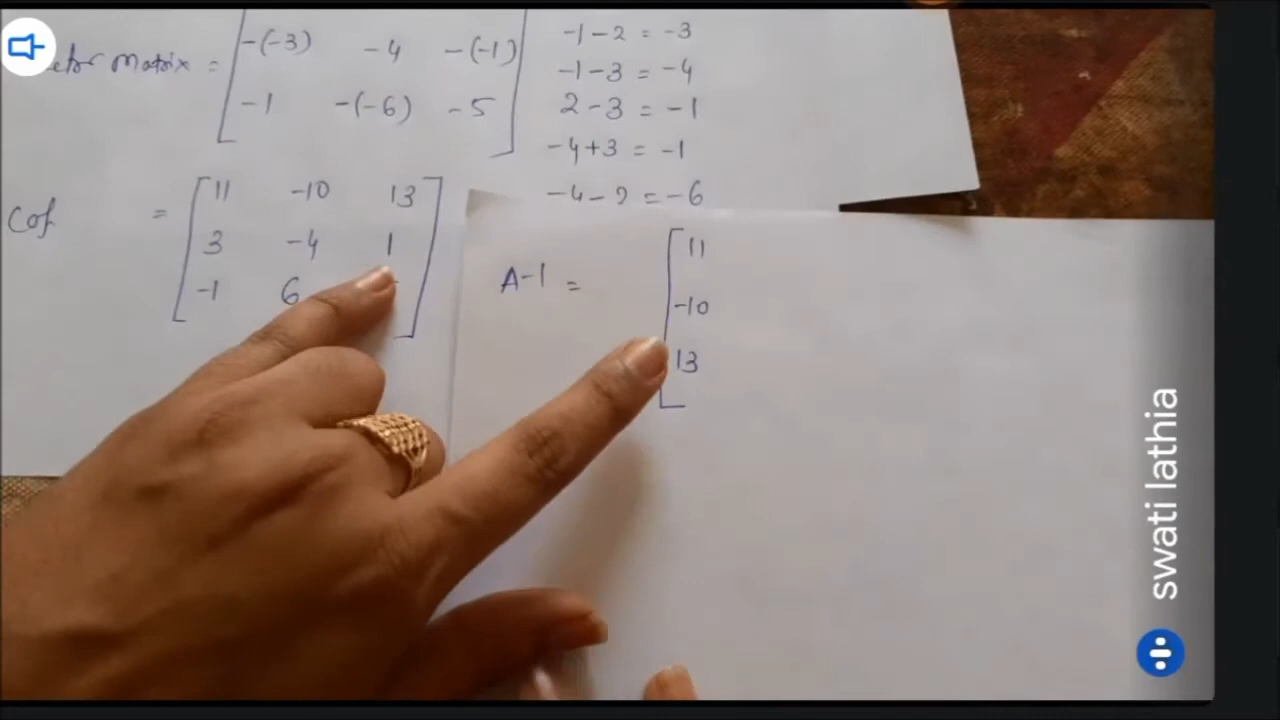 -(-3) -4 -(-1)
Matrix =
-1 -(-6) -5
-1-2 = -3
-1-3 = -4
2-3 = -1
-4+3 = -1
-4-2 = -6
Cof =
11 -10 13
3 -4 1
-1 6
A-1 =
11
-10
13
swati lathia